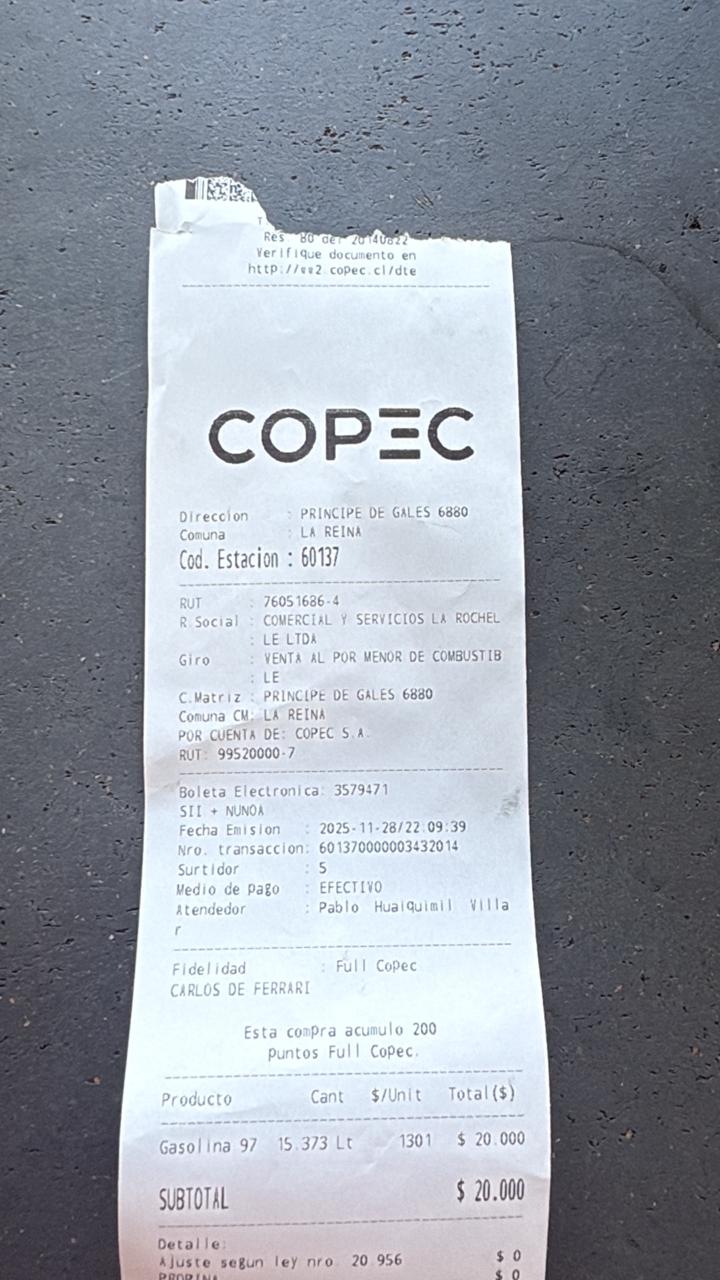 Res. 80 del 20140822
Verifique documento en
http://ww2.copec.cl/dte
COPEC
Direccion : PRINCIPE DE GALES 6880
Comuna : LA REINA
Cod. Estacion : 60137
RUT : 76051686-4
R.Social : COMERCIAL Y SERVICIOS LA ROCHEL
: LE LTDA
Giro : VENTA AL POR MENOR DE COMBUSTIB
: LE
C.Matriz : PRINCIPE DE GALES 6880
Comuna CM: LA REINA
POR CUENTA DE: COPEC S.A.
RUT: 99520000-7
Boleta Electronica: 3579471
SII + NUNOA
Fecha Emision : 2025-11-28/22:09:39
Nro. transaccion: 601370000003432014
Surtidor : 5
Medio de pago : EFECTIVO
Atendedor : Pablo Huaiquimil Villa
r
Fidelidad : Full Copec
CARLOS DE FERRARI
Esta compra acumulo 200
puntos Full Copec.
Producto Cant $/Unit Total($)
Gasolina 97 15.373 Lt 1301 $ 20.000
SUBTOTAL $ 20.000
Detalle:
Ajuste segun ley nro. 20.956 $ 0
PROPINA $ 0